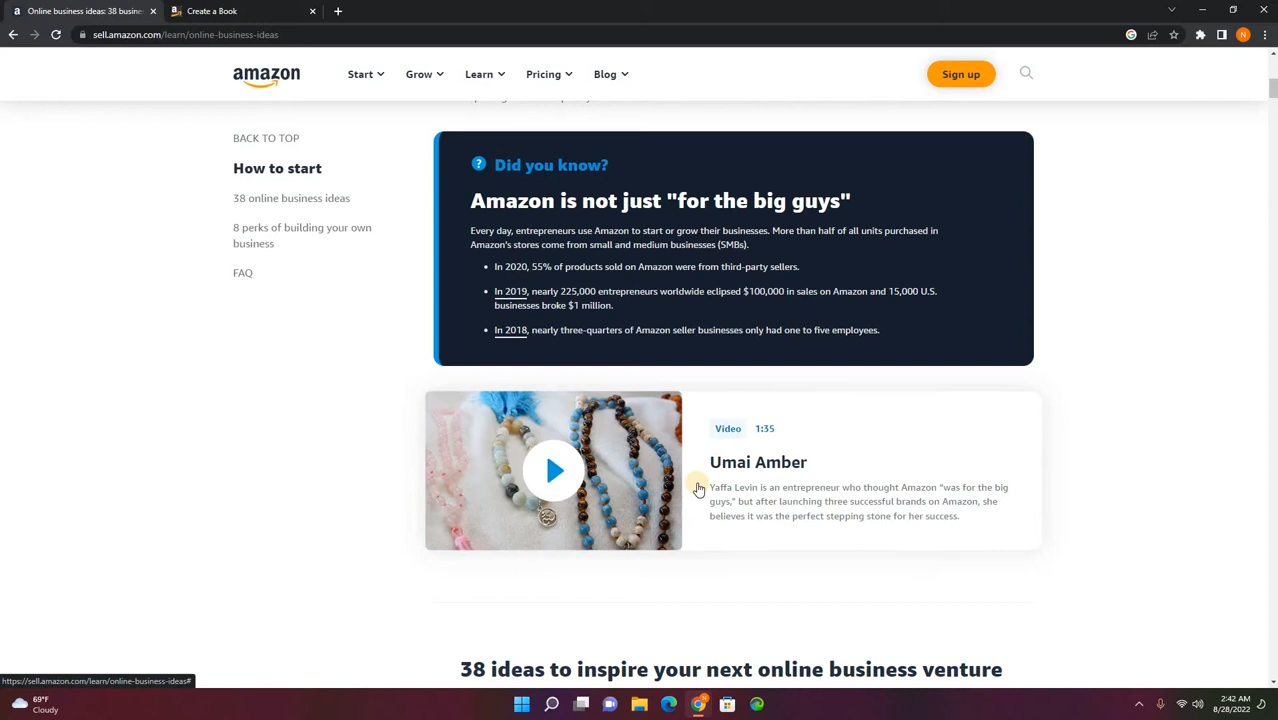 Online business ideas: 38 busine
Create a Book
sell.amazon.com/learn/online-business-ideas
N
amazon
Start
Grow
Learn
Pricing
Blog
Sign up
BACK TO TOP
How to start
38 online business ideas
8 perks of building your own
business
FAQ
? Did you know?
Amazon is not just "for the big guys"
Every day, entrepreneurs use Amazon to start or grow their businesses. More than half of all units purchased in
Amazon's stores come from small and medium businesses (SMBs).
• In 2020, 55% of products sold on Amazon were from third-party sellers.
• In 2019, nearly 225,000 entrepreneurs worldwide eclipsed $100,000 in sales on Amazon and 15,000 U.S.
businesses broke $1 million.
• In 2018, nearly three-quarters of Amazon seller businesses only had one to five employees.
Video 1:35
Umai Amber
Yaffa Levin is an entrepreneur who thought Amazon “was for the big
guys,” but after launching three successful brands on Amazon, she
believes it was the perfect stepping stone for her success.
38 ideas to inspire your next online business venture
https://sell.amazon.com/learn/online-business-ideas#
69°F
Cloudy
2:42 AM
8/28/2022